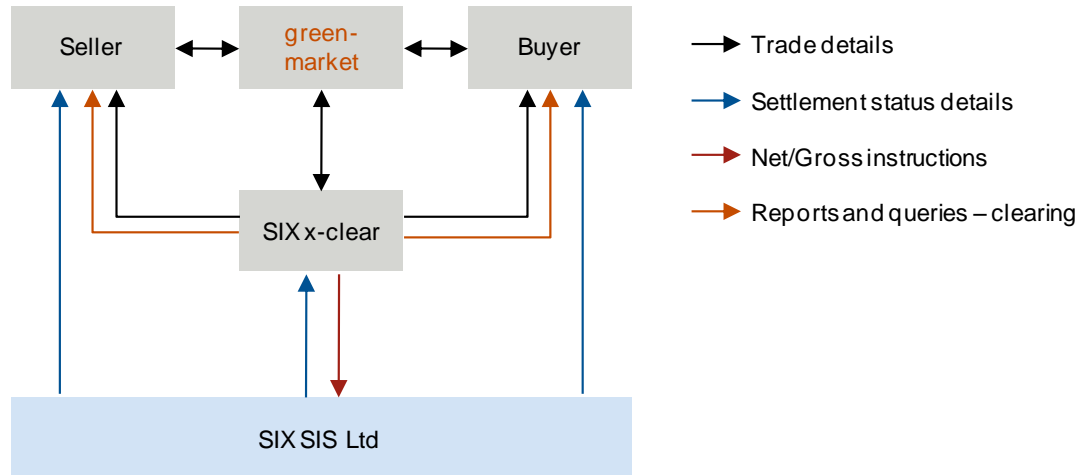 Seller
green-
market
Buyer
SIX x-clear
SIX SIS Ltd
Trade details
Settlement status details
Net/Gross instructions
Reports and queries – clearing